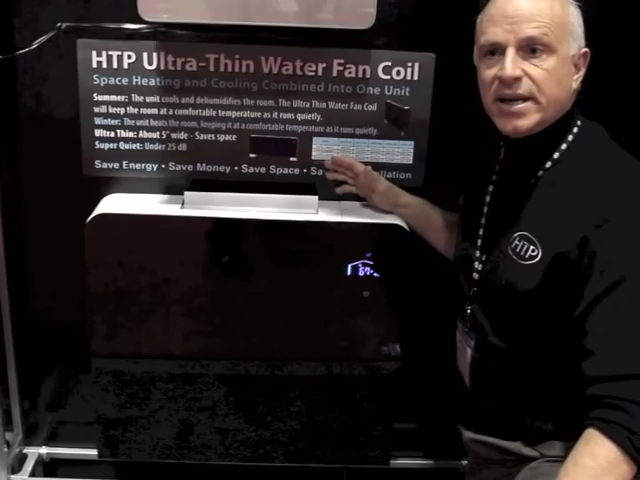 HTP Ultra-Thin Water Fan Coil
Space Heating and Cooling Combined Into One Unit
Summer: The unit cools and dehumidifies the room. The Ultra Thin Water Fan Coil
will keep the room at a comfortable temperature as it runs quietly.
Winter: The unit heats the room, keeping it at a comfortable temperature as it runs quietly.
Ultra Thin: About 5" wide - Saves space
Super Quiet: Under 25 dB
Save Energy • Save Money • Save Space •
HTP